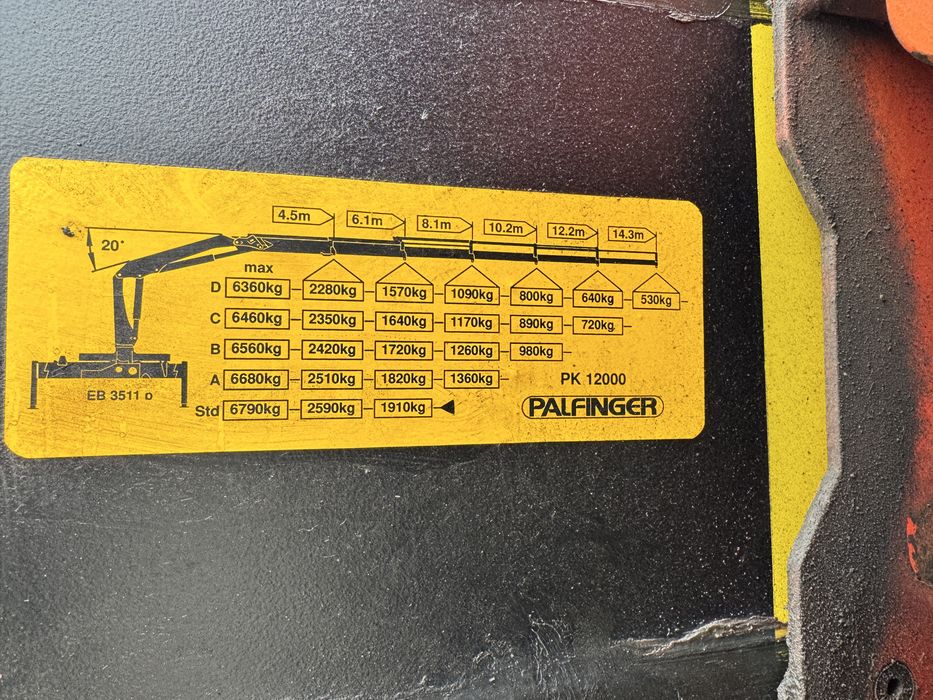 4.5m 6.1m 8.1m 10.2m 12.2m 14.3m
20°
max
D 6360kg 2280kg 1570kg 1090kg 800kg 640kg 530kg
C 6460kg 2350kg 1640kg 1170kg 890kg 720kg
B 6560kg 2420kg 1720kg 1260kg 980kg
A 6680kg 2510kg 1820kg 1360kg PK 12000
EB 3511 D
Std 6790kg 2590kg 1910kg PALFINGER